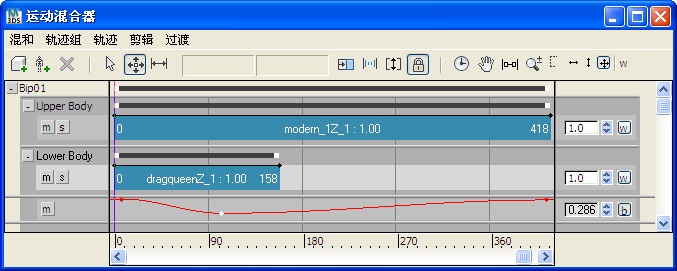 3DS 运动混合器
混和 轨迹组 轨迹 剪辑 过渡
w
Bip01
Upper Body
m s 0 modern_1Z_1 : 1.00 418 1.0 w
Lower Body
m s 0 dragqueenZ_1 : 1.00 158 1.0 w
m 0.286 b
0 90 180 270 360